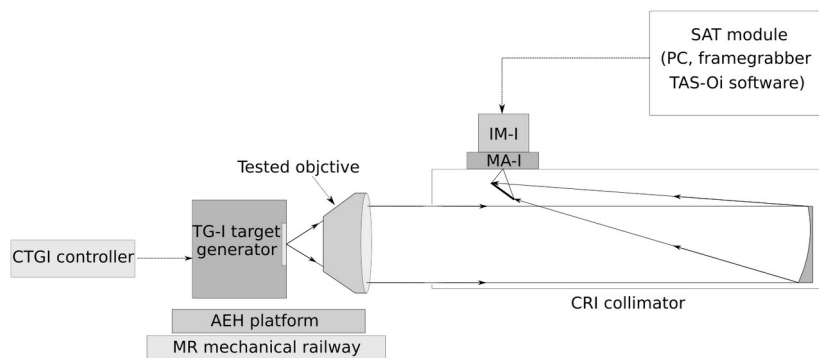 SAT module
(PC, framegrabber
TAS-Oi software)
IM-I
MA-I
Tested objctive
TG-I target
generator
CTGI controller
CRI collimator
AEH platform
MR mechanical railway